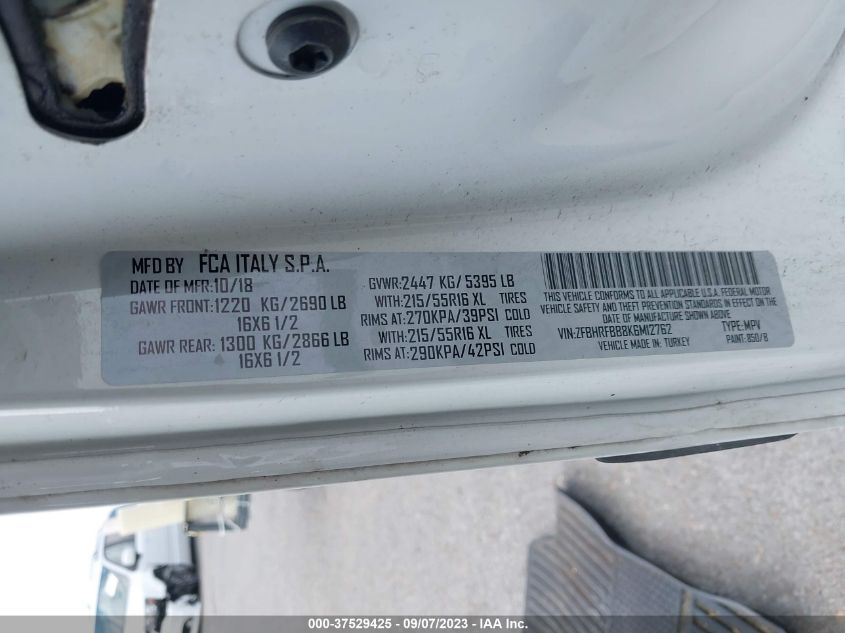 MFD BY FCA ITALY S.P.A.
DATE OF MFR:10/18
GAWR FRONT:1220 KG/2690 LB
16X6 1/2
GAWR REAR: 1300 KG/2866 LB
16X6 1/2
GVWR:2447 KG/ 5395 LB
WITH:215/55R16 XL TIRES
RIMS AT:270KPA/39PSI COLD
WITH:215/55R16 XL TIRES
RIMS AT:290KPA/42PSI COLD
THIS VEHICLE CONFORMS TO ALL APPLICABLE U.S.A. FEDERAL MOTOR
VEHICLE SAFETY, BUMPER, AND THEFT PREVENTION STANDARDS IN
EFFECT ON THE DATE OF MANUFACTURE SHOWN ABOVE
VIN:ZFBHRFBB8K6M12762 TYPE:MPV
VEHICLE MADE IN: TURKEY PAINT: 850/B
000-37529425 - 09/07/2023 - IAA Inc.